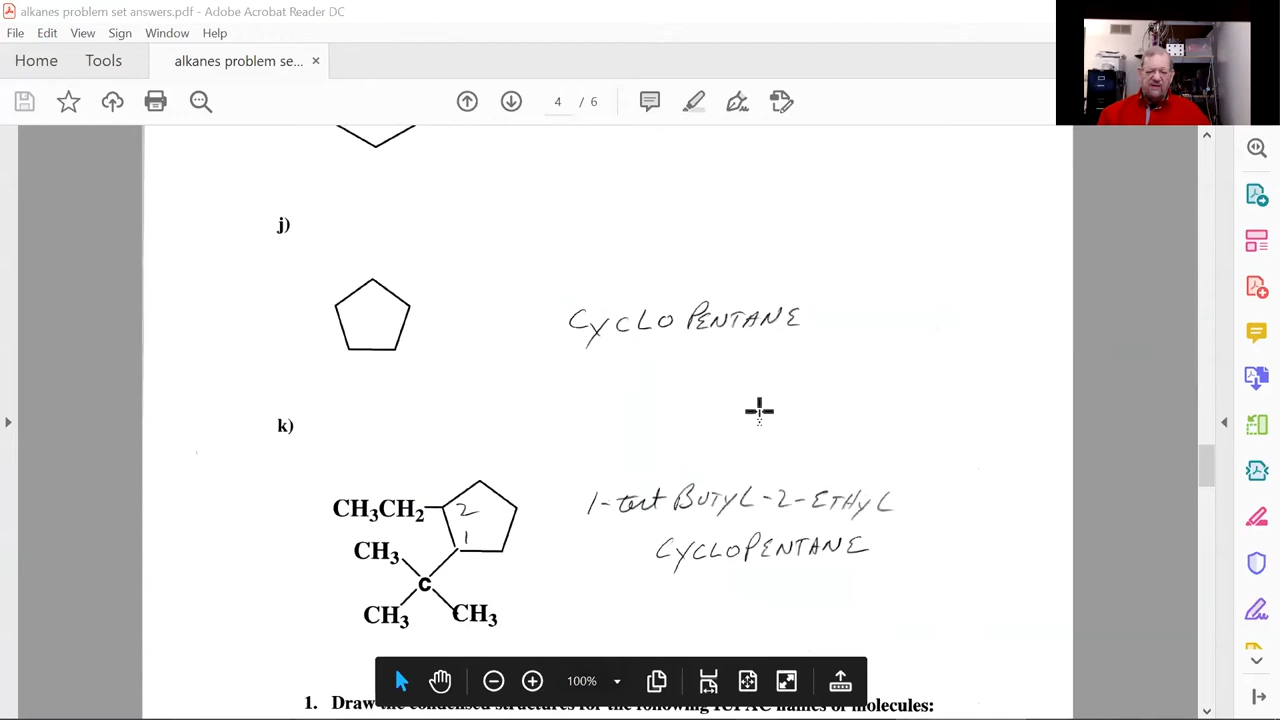 alkanes problem set answers.pdf - Adobe Acrobat Reader DC
File Edit View Sign Window Help
Home Tools alkanes problem se... ×
4 / 6
j)
CYCLOPENTANE
k)
CH3CH2 2
1
CH3
C
CH3 CH3
1-tert BUTYL-2-ETHYL
CYCLOPENTANE
100%
1. Draw the condensed structures for the following IUPAC names of molecules: